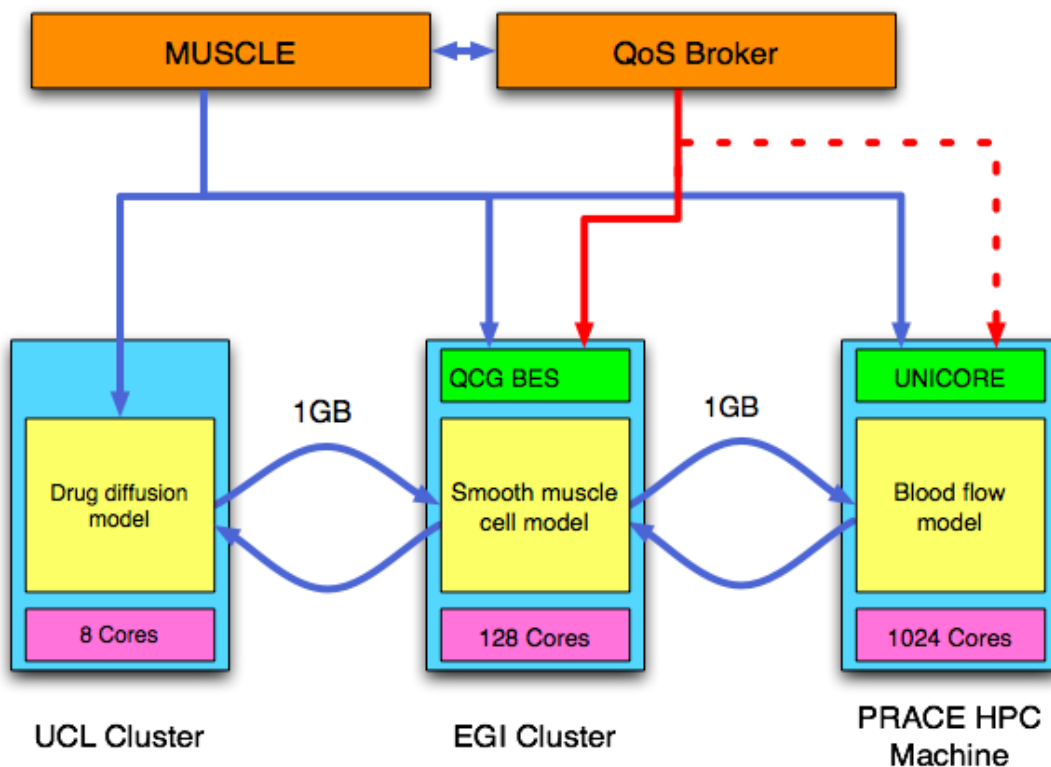 MUSCLE
QoS Broker
QCG BES
UNICORE
1GB
1GB
Drug diffusion
model
Smooth muscle
cell model
Blood flow
model
8 Cores
128 Cores
1024 Cores
UCL Cluster
EGI Cluster
PRACE HPC
Machine